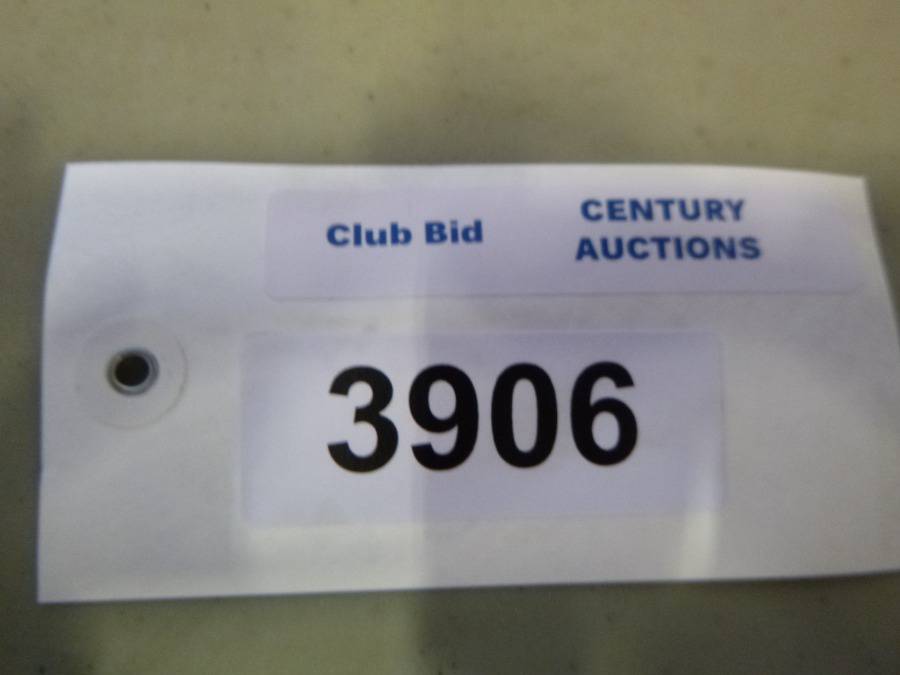 Club Bid
CENTURY
AUCTIONS
3906